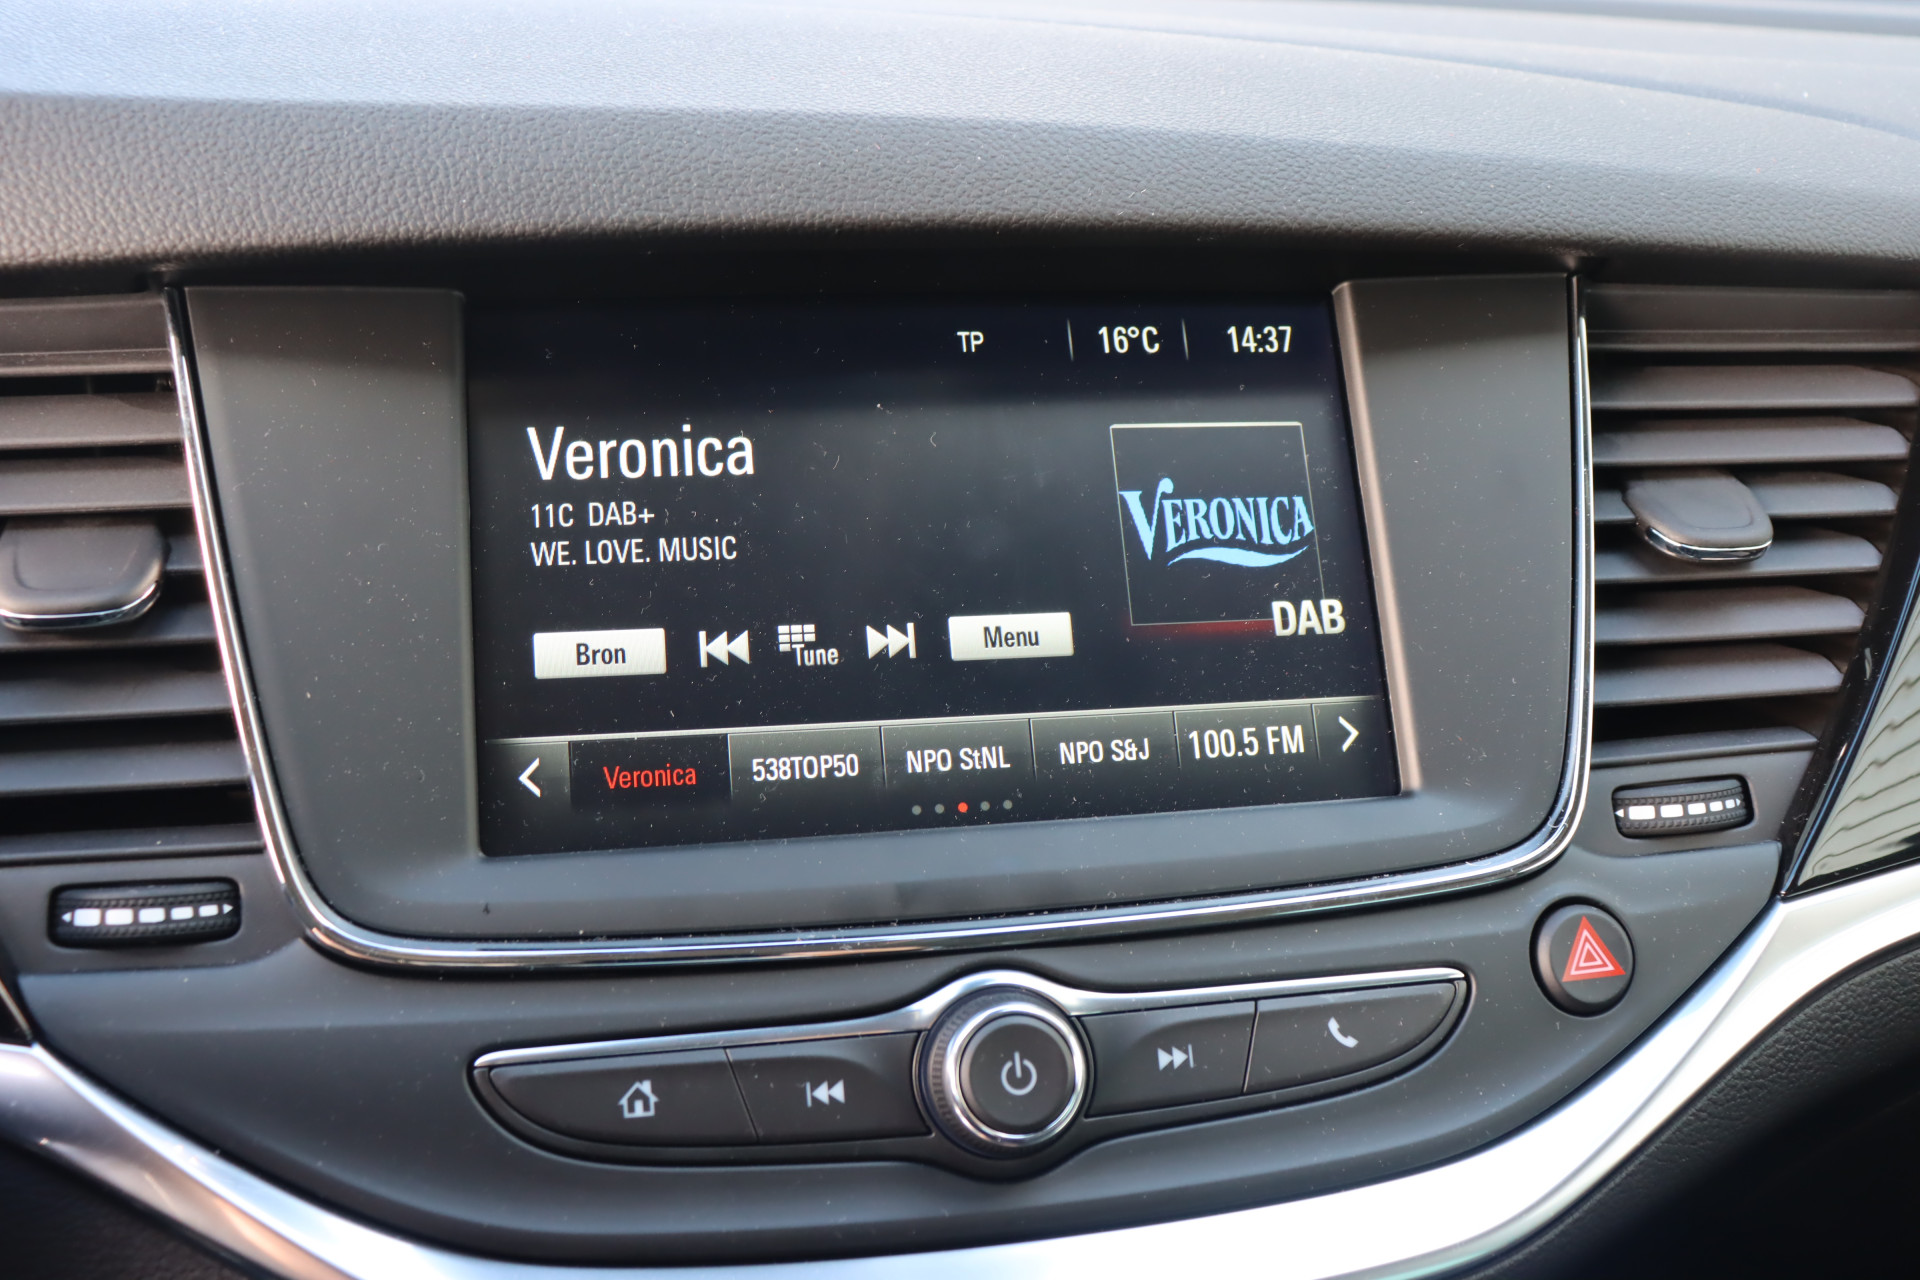 TP 16°C 14:37
Veronica
11C DAB+
WE. LOVE. MUSIC
VERONICA
DAB
Bron Tune Menu
Veronica 538TOP50 NPO StNL NPO S&J 100.5 FM